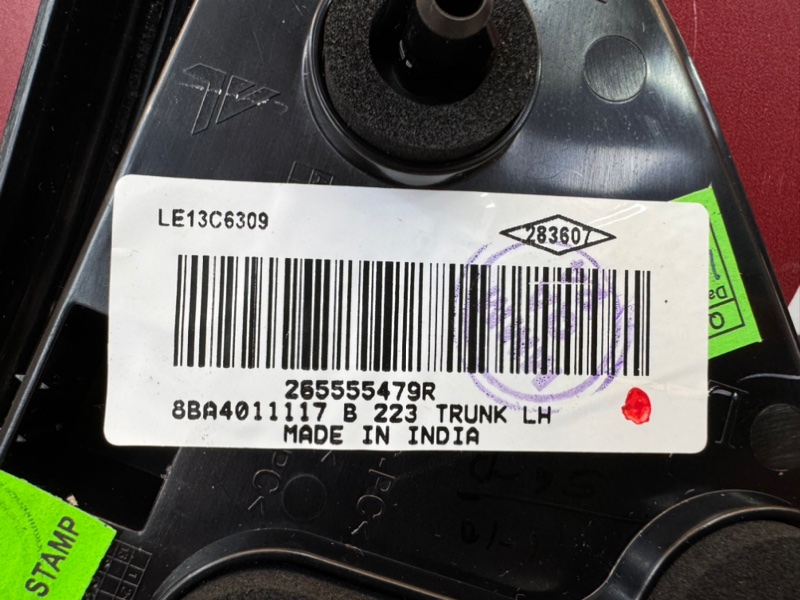 LE13C6309
283607
265555479R
8BA4011117 B 223 TRUNK LH
MADE IN INDIA
STAMP